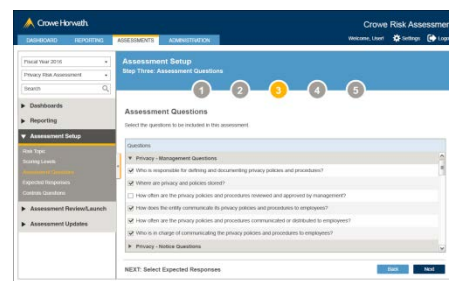 Crowe Horwath.
Crowe Risk Assessmen
DASHBOARD REPORTING ASSESSMENTS ADMINISTRATION
Welcome, User! Settings Logo
Fiscal Year 2016
Privacy Risk Assessment
Search
Dashboards
Reporting
Assessment Setup
Risk Topic
Scoring Levels
Assessment Questions
Expected Responses
Controls Questions
Assessment Review/Launch
Assessment Updates
Assessment Setup
Step Three: Assessment Questions
1 2 3 4 5
Assessment Questions
Select the questions to be included in this assessment.
Questions
Privacy - Management Questions
Who is responsible for defining and documenting privacy policies and procedures?
Where are privacy and policies stored?
How often are the privacy policies and procedures reviewed and approved by management?
How does the entity communicate its privacy policies and procedures to employees?
How often are the privacy policies and procedures communicated or distributed to employees?
Who is in charge of communicating the privacy policies and procedures to employees?
Privacy - Notice Questions
NEXT: Select Expected Responses
Back Next